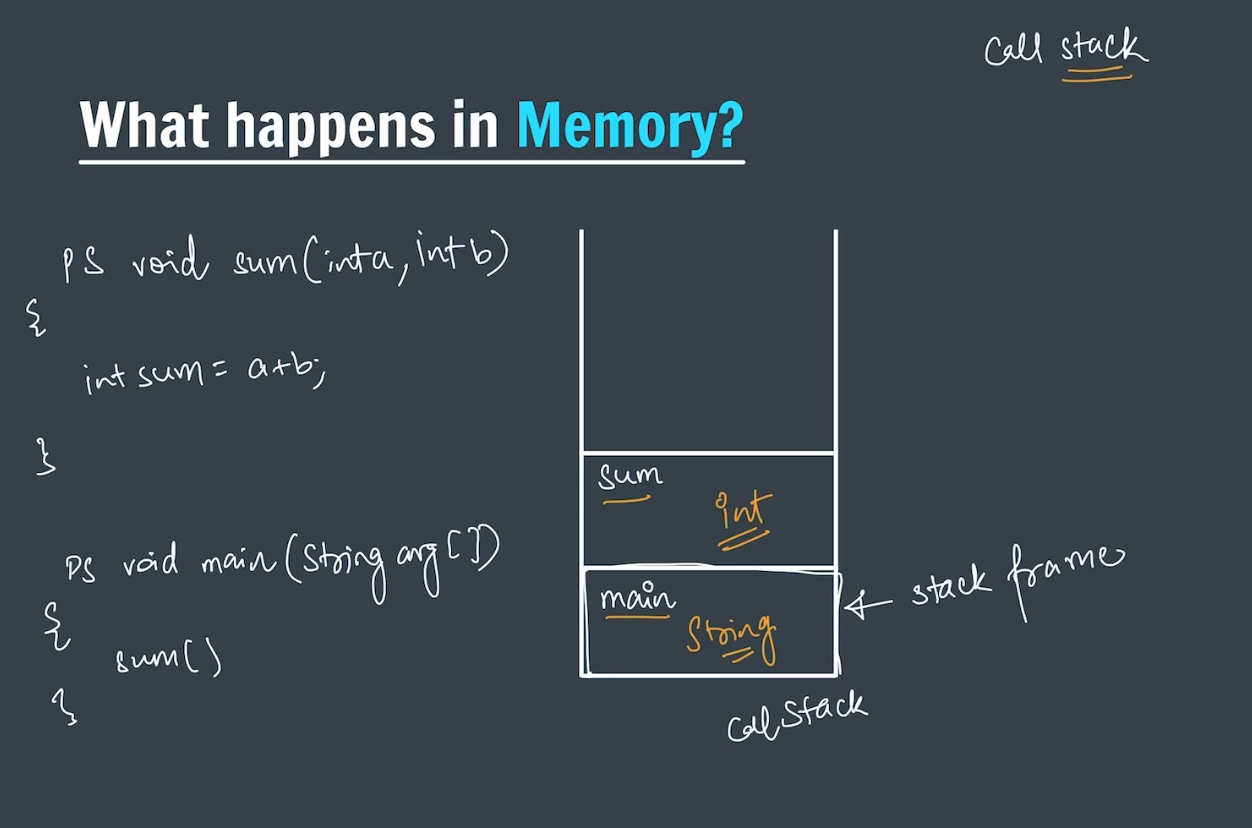 Call stack
What happens in Memory?
PS void sum(int a, int b)
{
int sum = a+b;
}
PS void main(String arg[])
{
sum()
}
sum
int
main
String
← stack frame
Call Stack